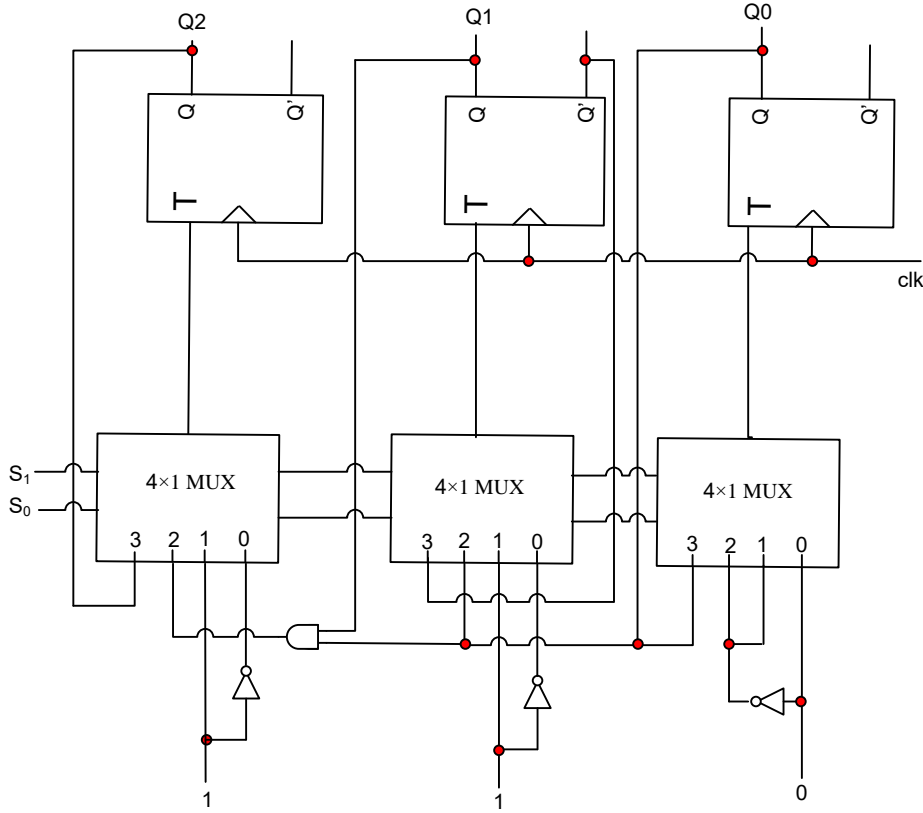 Q2 Q1 Q0
Q Q' Q Q' Q Q'
T T T
clk
S₁
S₀
4×1 MUX 4×1 MUX 4×1 MUX
3 2 1 0 3 2 1 0 3 2 1 0
1 1 0